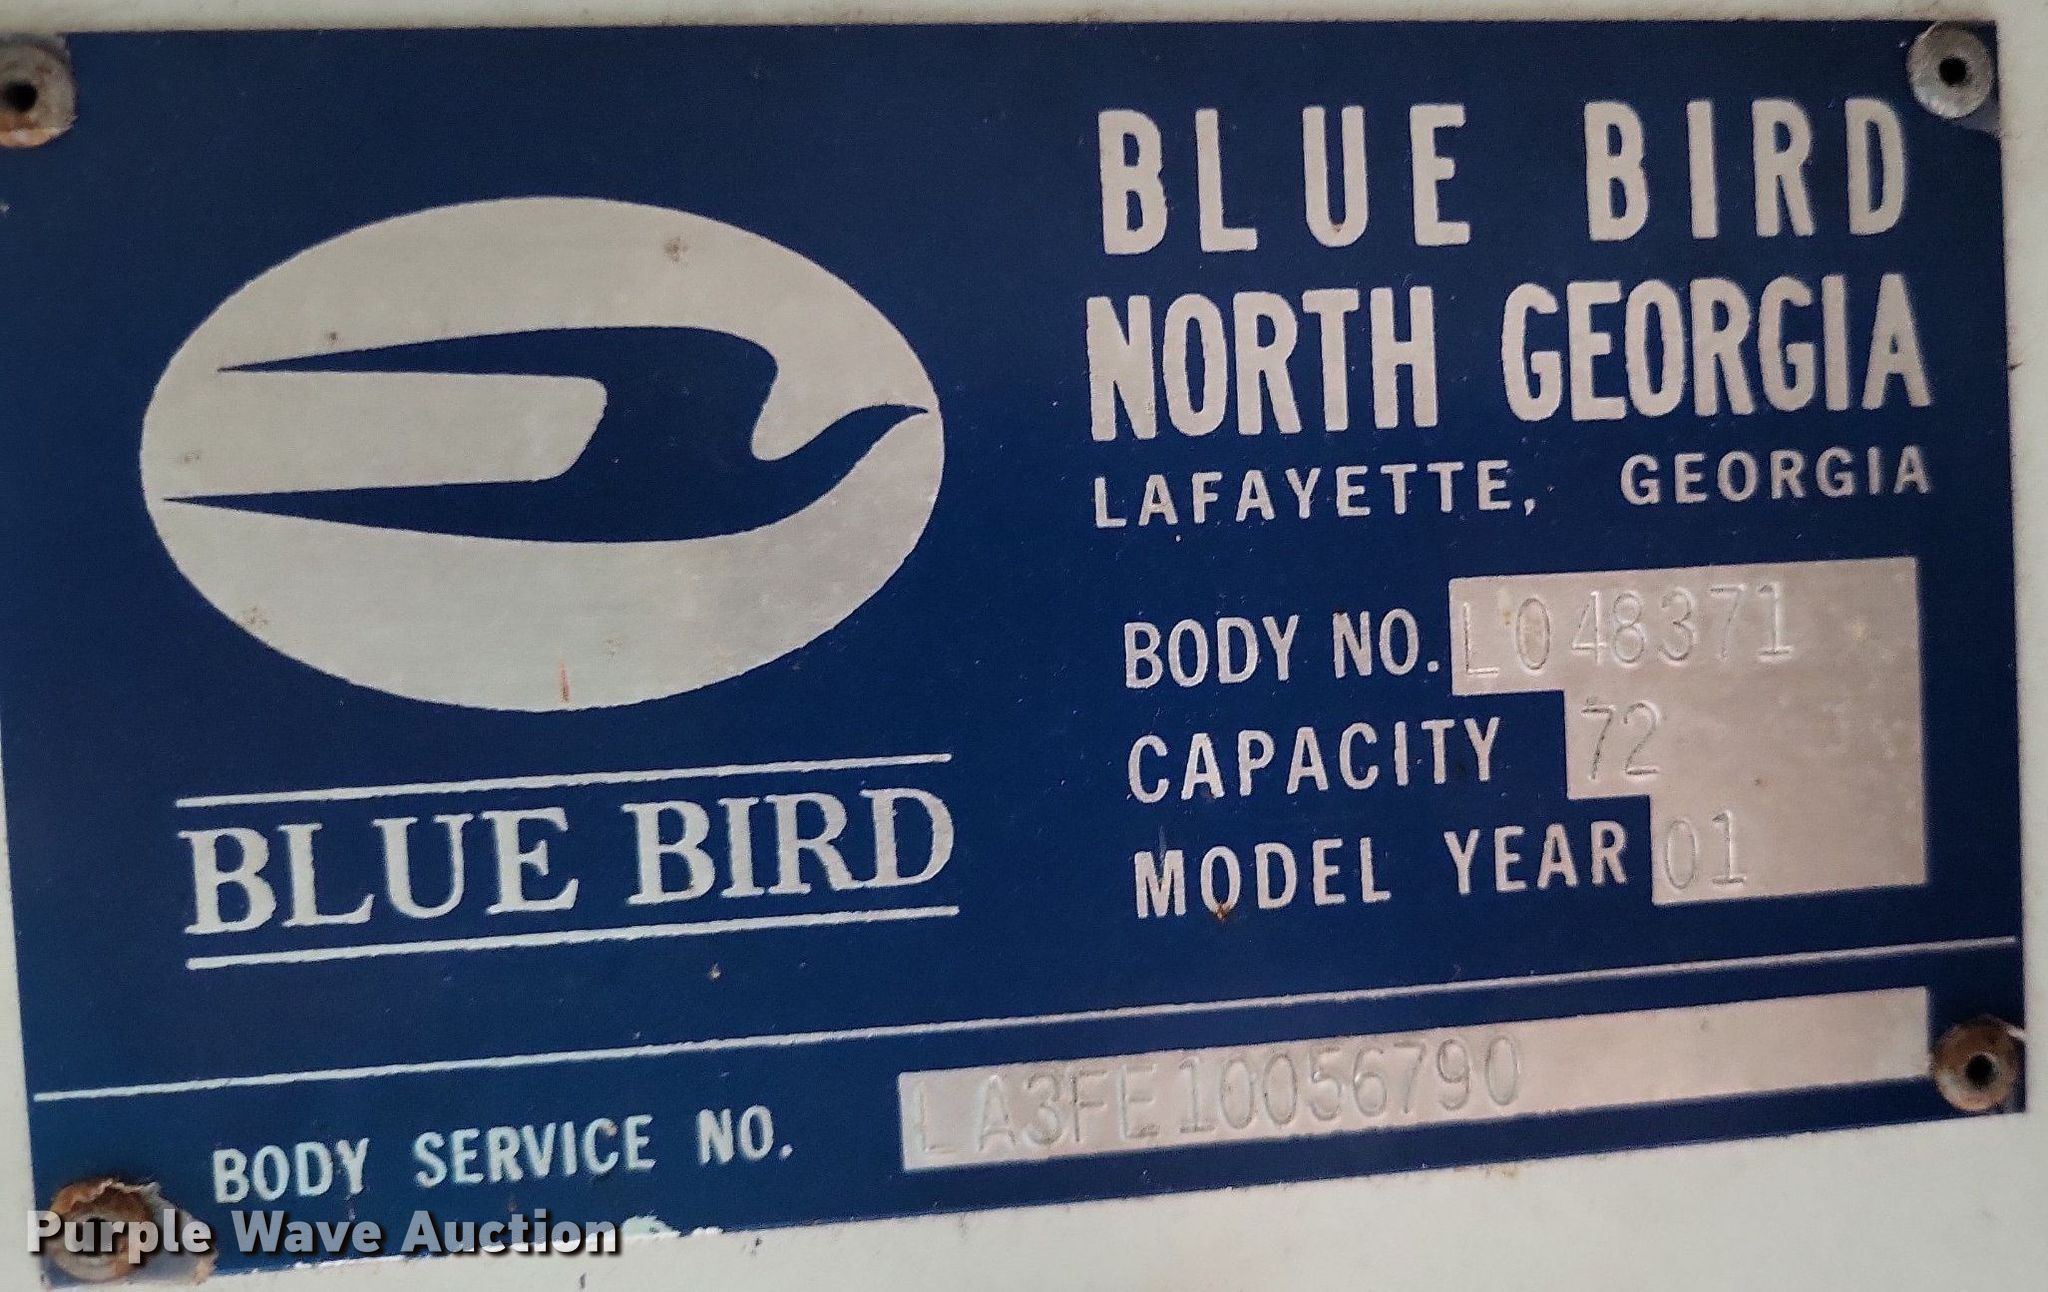 BLUE BIRD
NORTH GEORGIA
LAFAYETTE, GEORGIA
BODY NO. L048371
CAPACITY 72
MODEL YEAR 01
BLUE BIRD
BODY SERVICE NO. LA3FE10056790
Purple Wave Auction